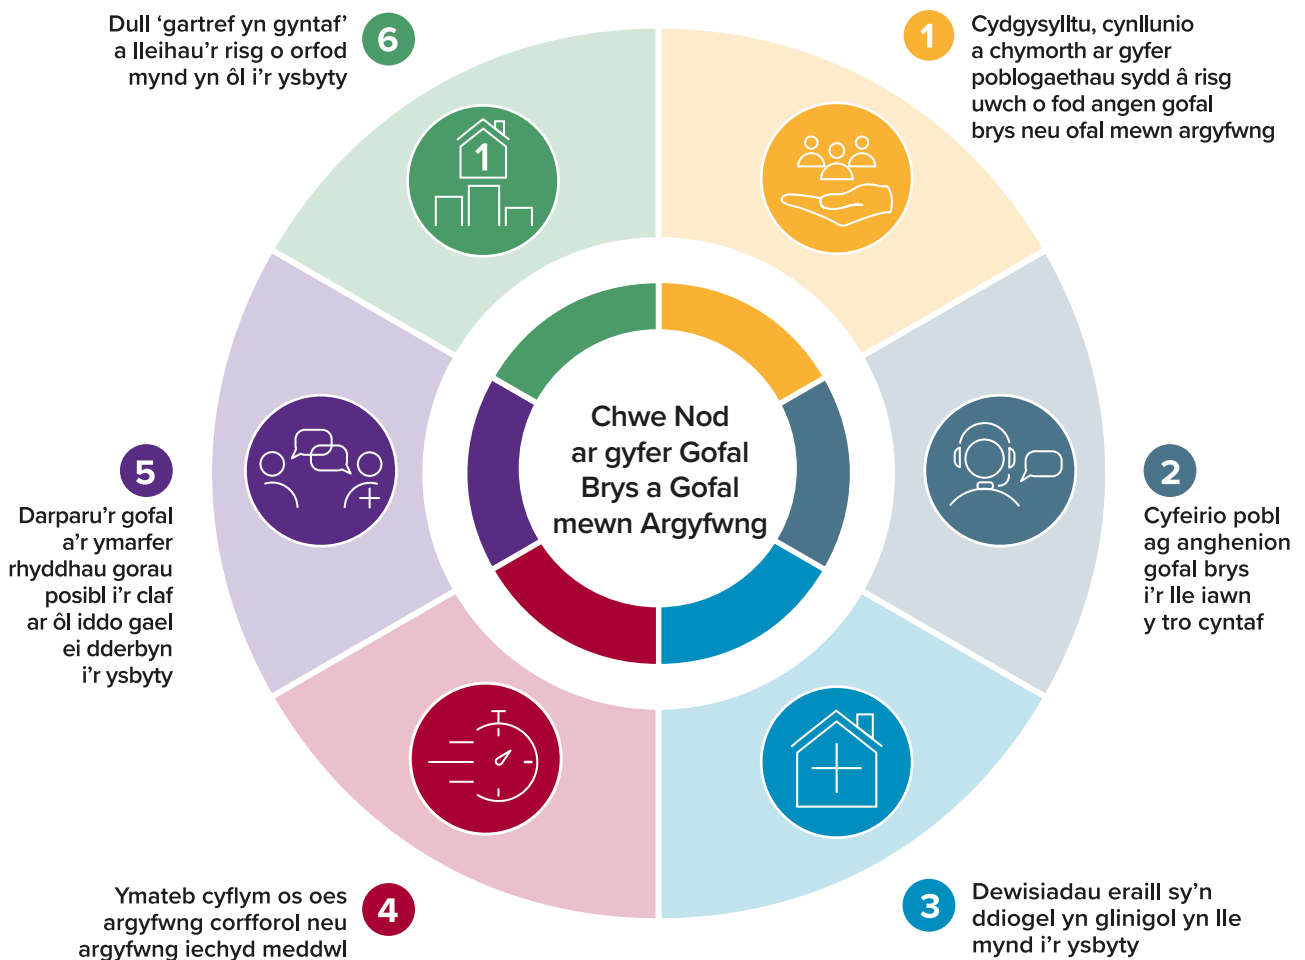 Chwe Nod
ar gyfer Gofal
Brys a Gofal
mewn Argyfwng
1
Cydgysylltu, cynllunio
a chymorth ar gyfer
poblogaethau sydd â risg
uwch o fod angen gofal
brys neu ofal mewn argyfwng
2
Cyfeirio pobl
ag anghenion
gofal brys
i'r lle iawn
y tro cyntaf
3
Dewisiadau eraill sy'n
ddiogel yn glinigol yn lle
mynd i'r ysbyty
4
Ymateb cyflym os oes
argyfwng corfforol neu
argyfwng iechyd meddwl
5
Darparu'r gofal
a'r ymarfer
rhyddhau gorau
posibl i'r claf
ar ôl iddo gael
ei dderbyn
i'r ysbyty
6
Dull ‘gartref yn gyntaf’
a lleihau'r risg o orfod
mynd yn ôl i'r ysbyty
1